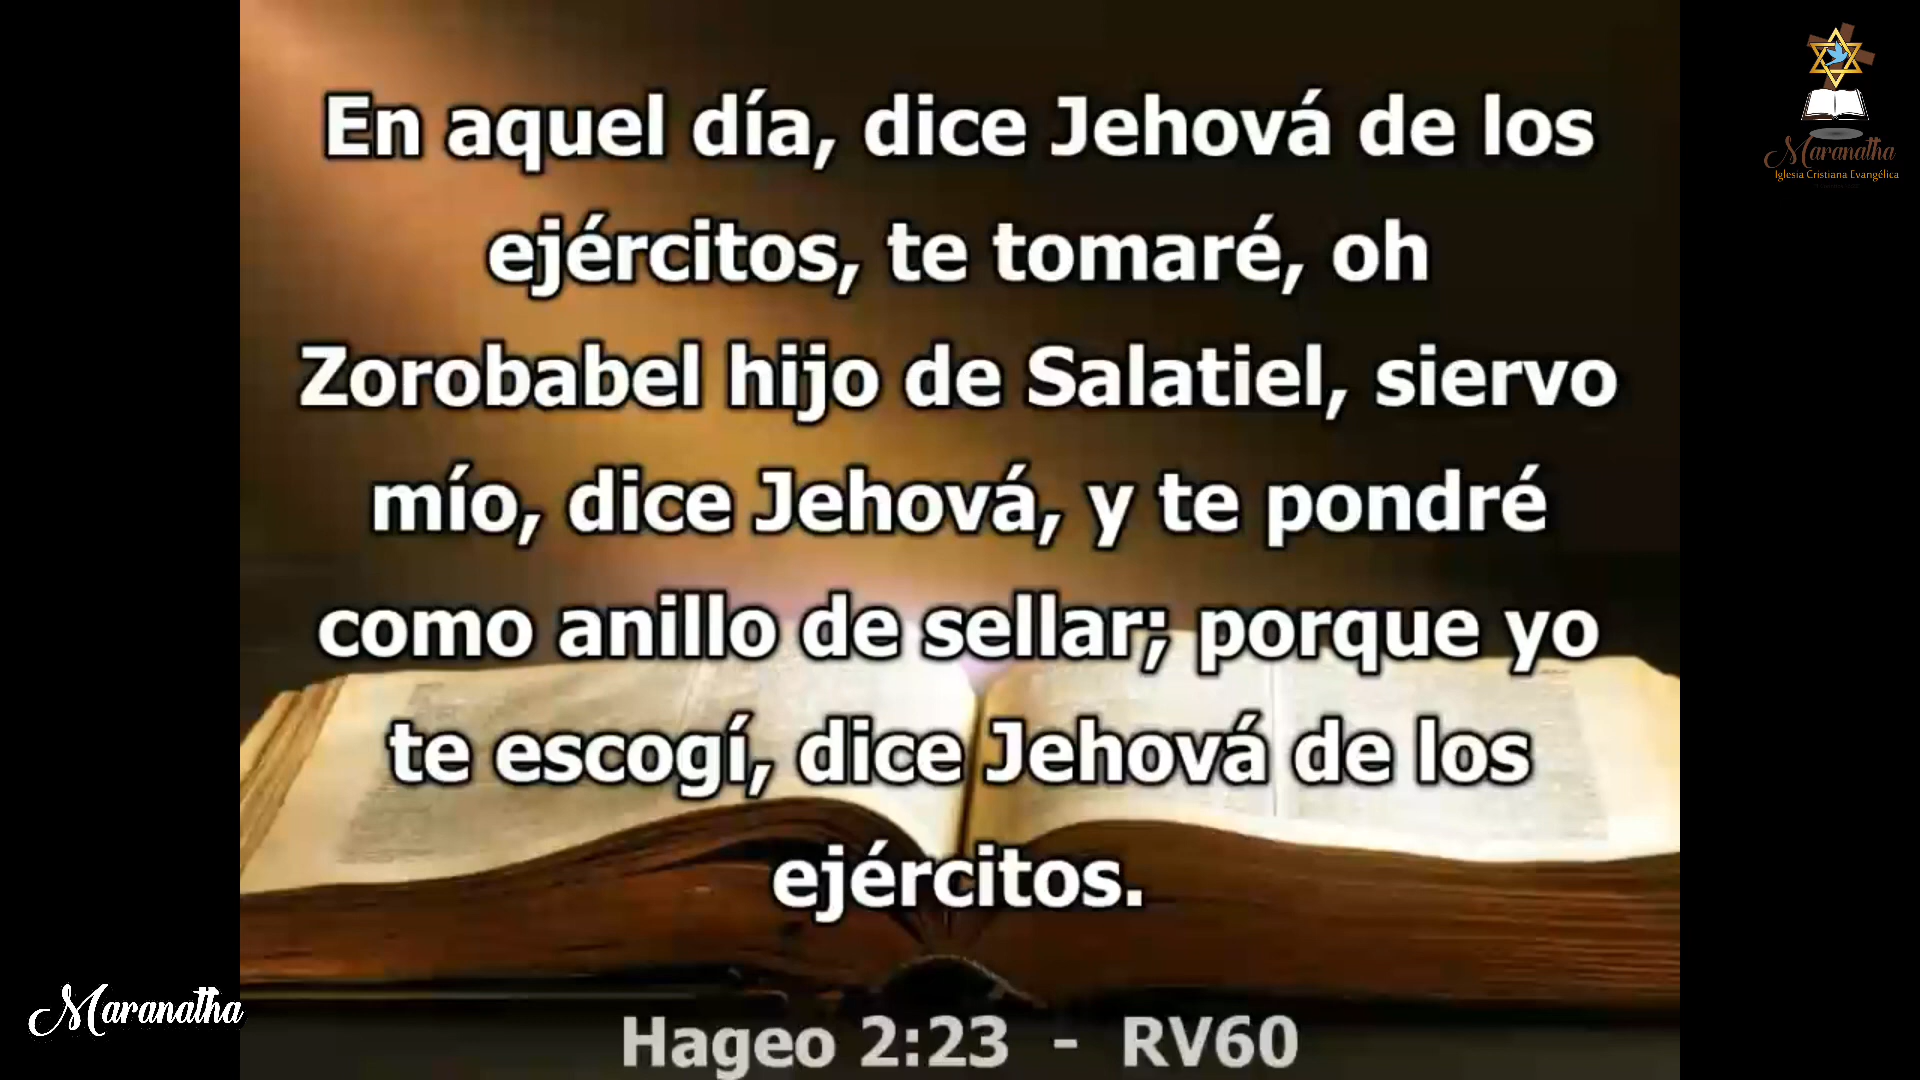 En aquel día, dice Jehová de los
ejércitos, te tomaré, oh
Zorobabel hijo de Salatiel, siervo
mío, dice Jehová, y te pondré
como anillo de sellar; porque yo
te escogí, dice Jehová de los
ejércitos.
Hageo 2:23 - RV60
Maranatha
Iglesia Cristiana Evangélica
Maranatha